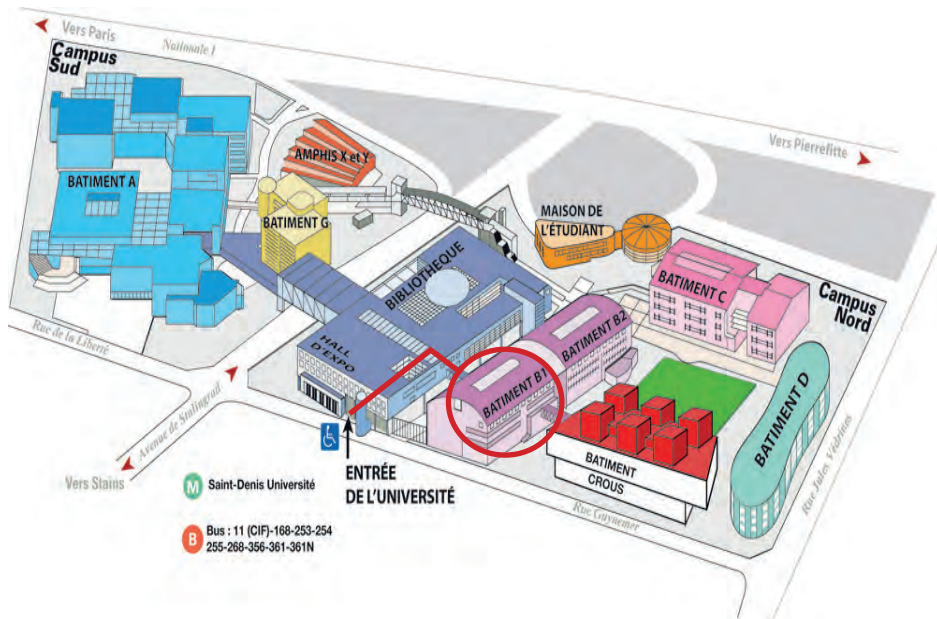 Vers Paris
Nationale 1
Campus
Sud
Vers Pierrefitte
AMPHIS X et Y
BATIMENT A
BATIMENT G
MAISON DE
L'ÉTUDIANT
BIBLIOTHEQUE
BATIMENT C
Campus
Nord
HALL
D'EXPO
BATIMENT B2
BATIMENT B1
BATIMENT D
Rue de la Liberté
Avenue de Stalingrad
Vers Stains
ENTRÉE
DE L'UNIVERSITÉ
BATIMENT
CROUS
Rue Guynemer
Rue Jules Védrines
M Saint-Denis Université
B Bus : 11 (CIF)-168-253-254
255-268-356-361-361N